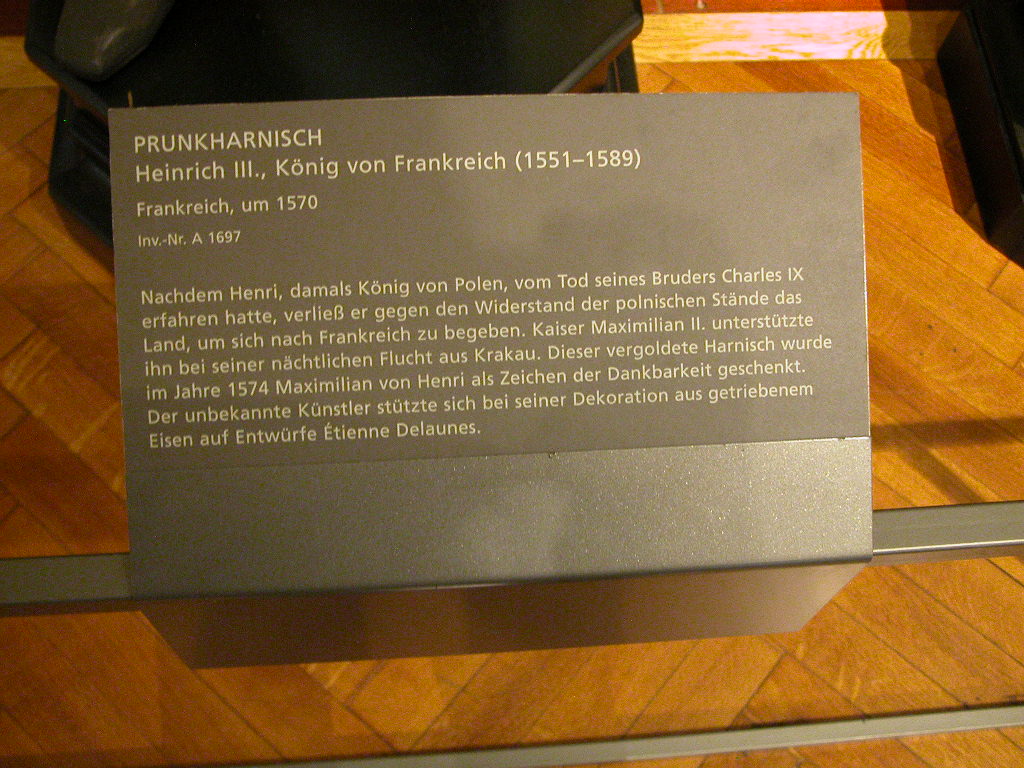 PRUNKHARNISCH
Heinrich III., König von Frankreich (1551–1589)
Frankreich, um 1570
Inv.-Nr. A 1697
Nachdem Henri, damals König von Polen, vom Tod seines Bruders Charles IX
erfahren hatte, verließ er gegen den Widerstand der polnischen Stände das
Land, um sich nach Frankreich zu begeben. Kaiser Maximilian II. unterstützte
ihn bei seiner nächtlichen Flucht aus Krakau. Dieser vergoldete Harnisch wurde
im Jahre 1574 Maximilian von Henri als Zeichen der Dankbarkeit geschenkt.
Der unbekannte Künstler stützte sich bei seiner Dekoration aus getriebenem
Eisen auf Entwürfe Étienne Delaunes.